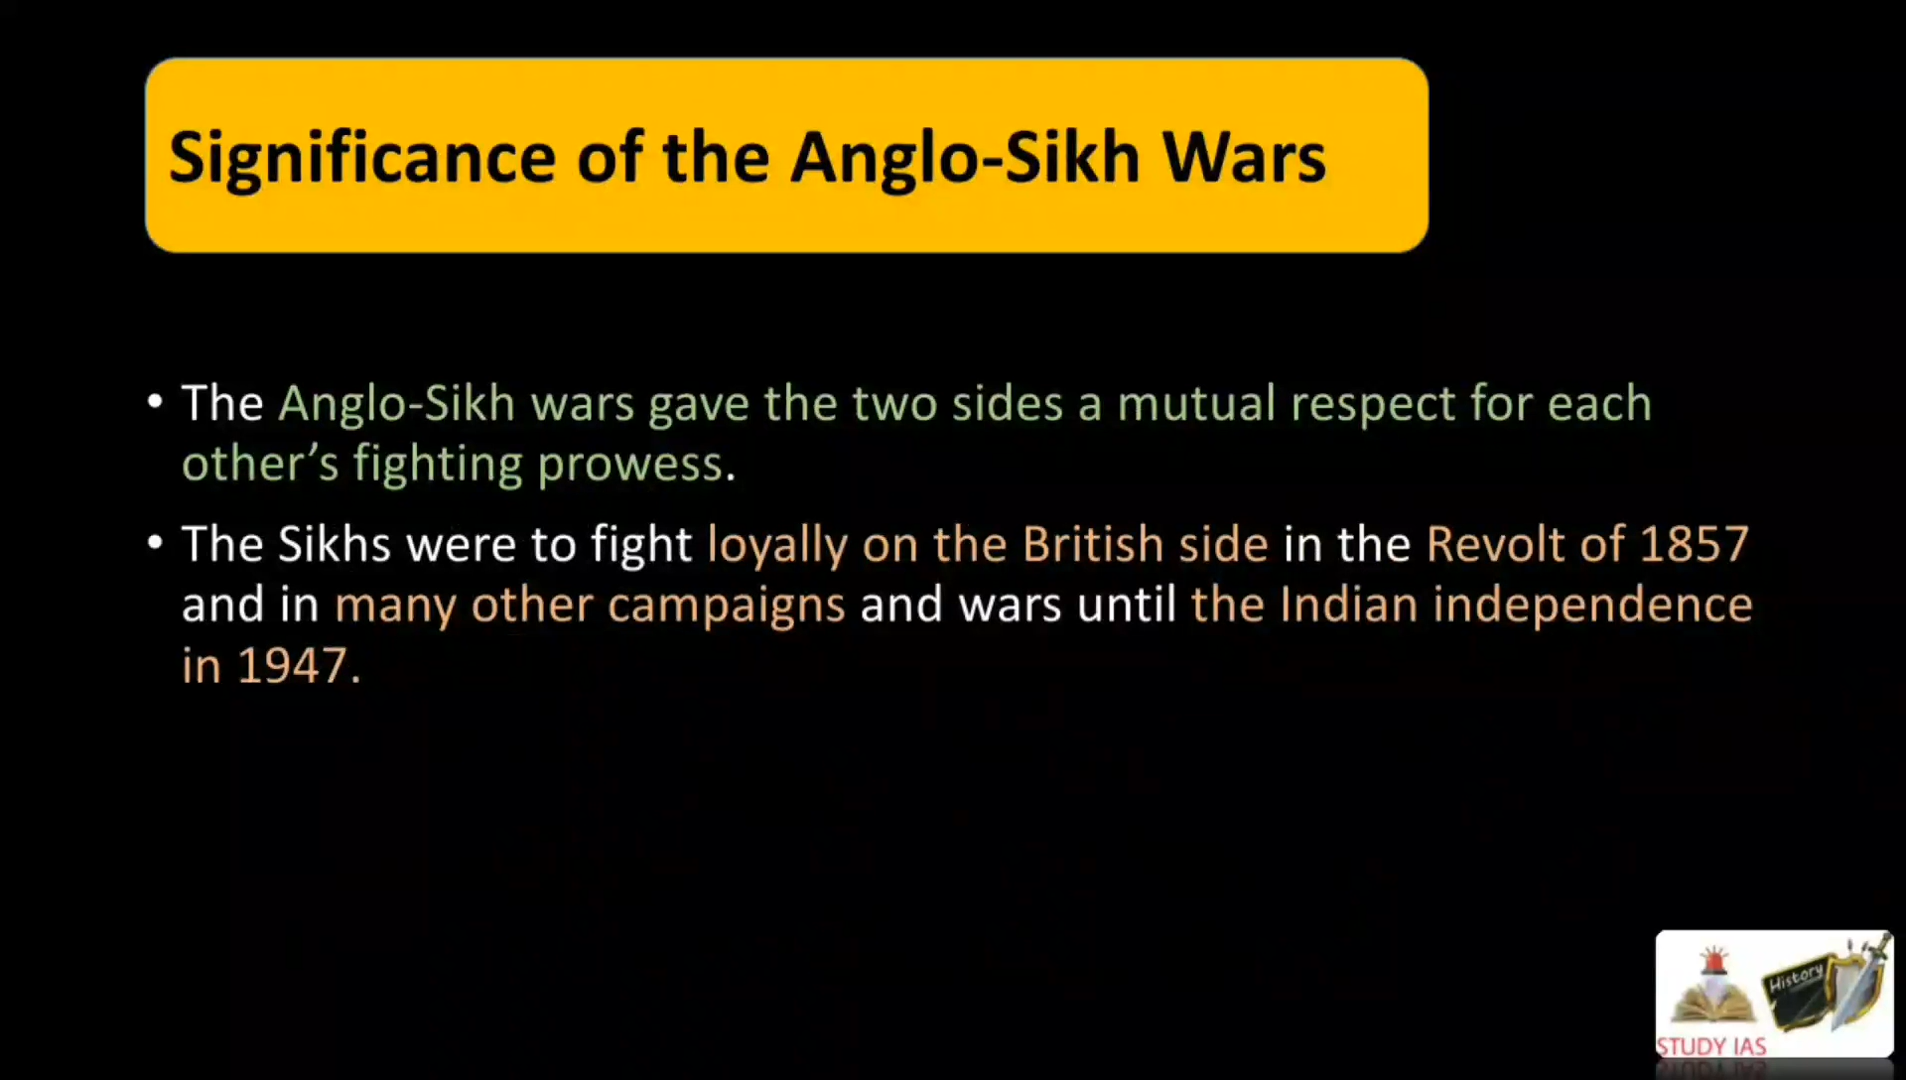 Significance of the Anglo-Sikh Wars
• The Anglo-Sikh wars gave the two sides a mutual respect for each
other’s fighting prowess.
• The Sikhs were to fight loyally on the British side in the Revolt of 1857
and in many other campaigns and wars until the Indian independence
in 1947.
History
STUDY IAS